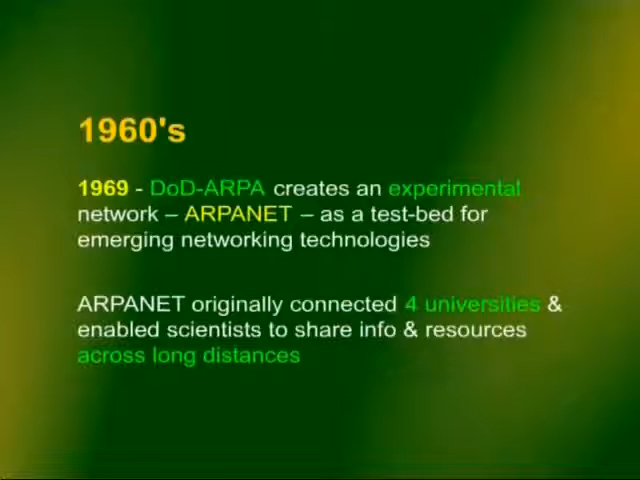 1960's
1969 - DoD-ARPA creates an experimental
network – ARPANET – as a test-bed for
emerging networking technologies
ARPANET originally connected 4 universities &
enabled scientists to share info & resources
across long distances